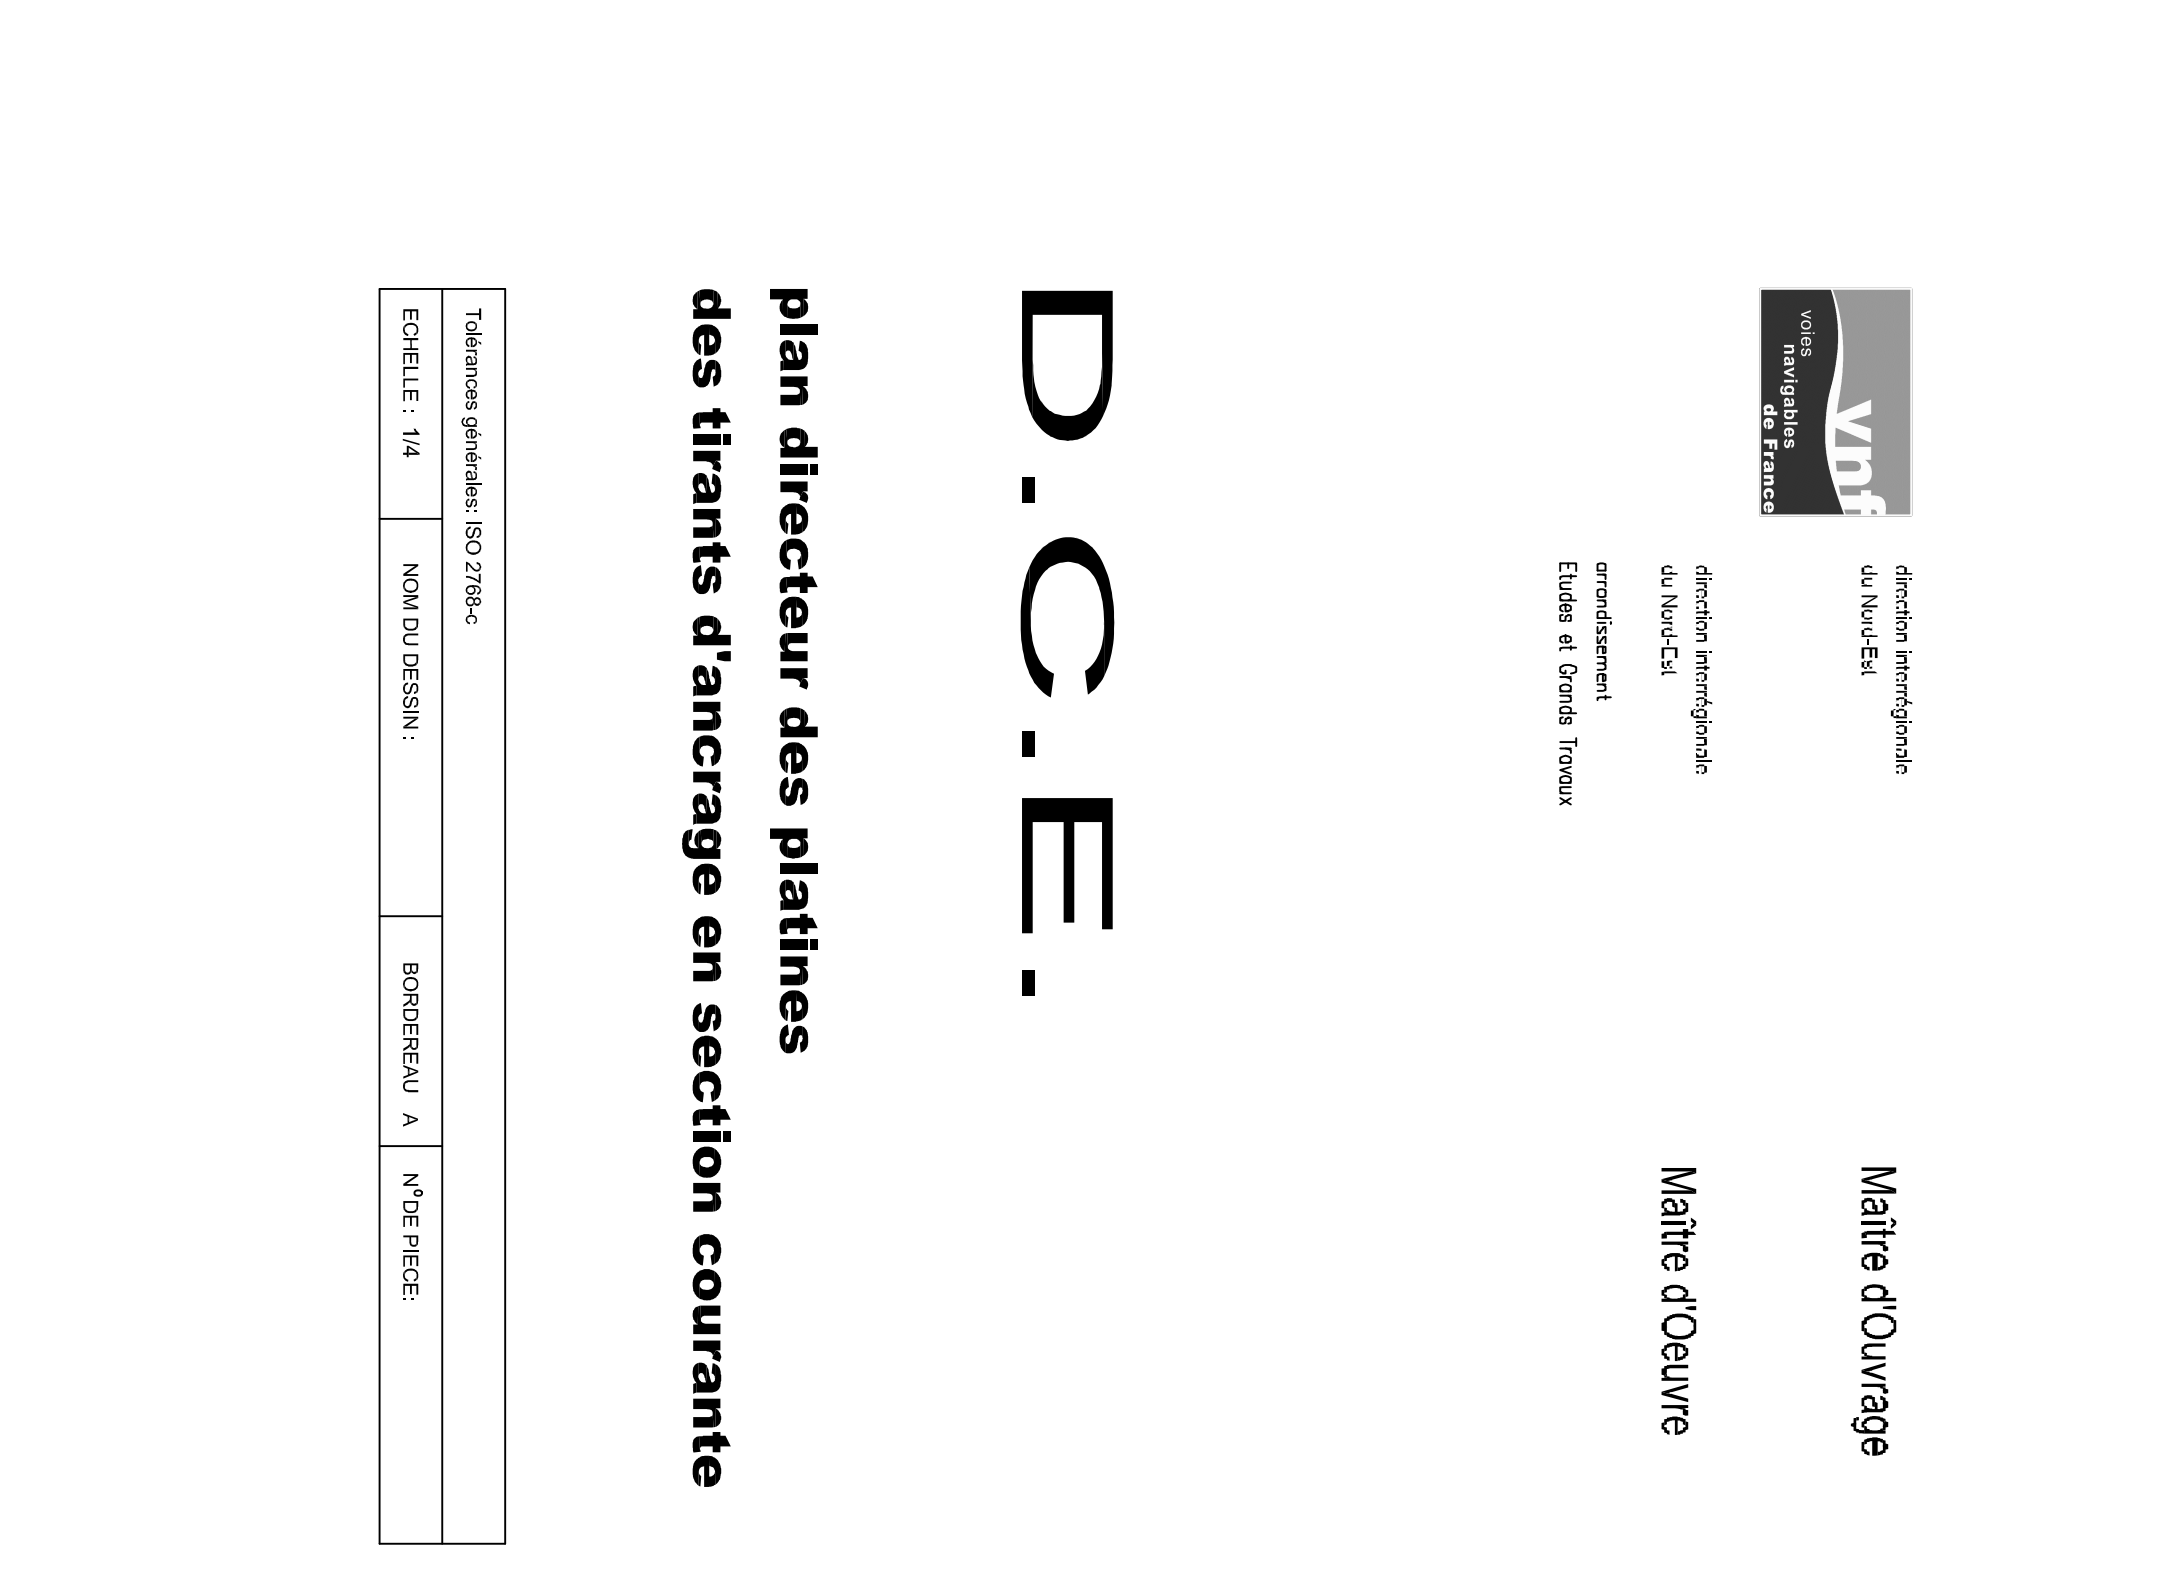 vnf
voies
navigables
de France
direction interrégionale
du Nord-Est
Maître d'Ouvrage
direction interrégionale
du Nord-Est
Maître d'Oeuvre
arrondissement
Etudes et Grands Travaux
D.C.E.
plan directeur des platines
des tirants d'ancrage en section courante
Tolérances générales: ISO 2768-c
ECHELLE : 1/4
NOM DU DESSIN :
BORDEREAU A
N° DE PIECE: